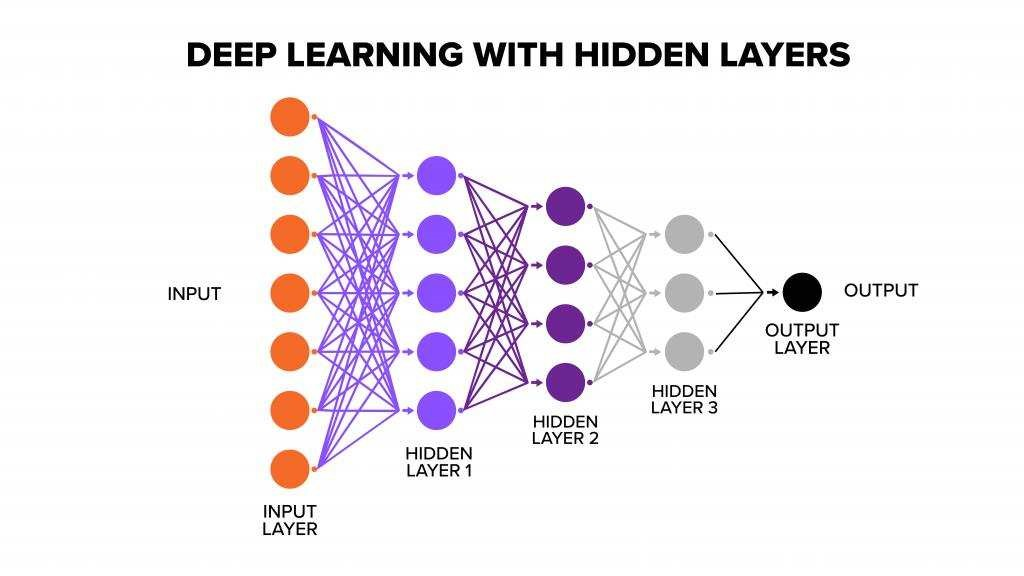 DEEP LEARNING WITH HIDDEN LAYERS
INPUT
OUTPUT
OUTPUT
LAYER
HIDDEN
LAYER 3
HIDDEN
LAYER 2
HIDDEN
LAYER 1
INPUT
LAYER